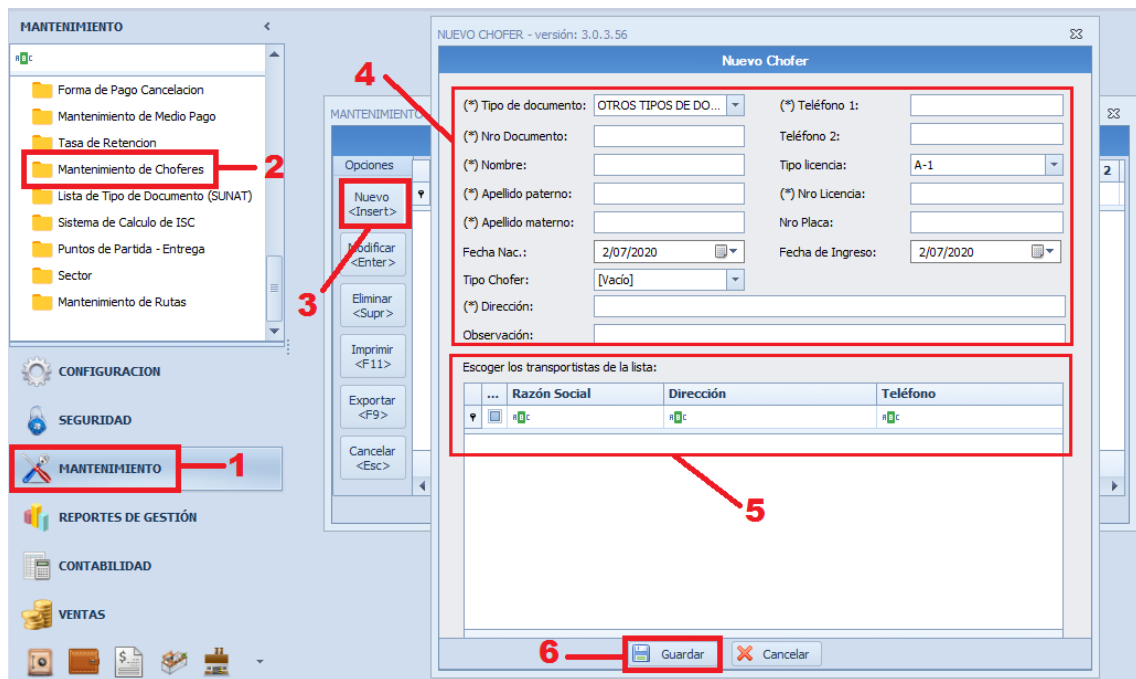 MANTENIMIENTO
ABC
Forma de Pago Cancelacion
Mantenimiento de Medio Pago
Tasa de Retencion
Mantenimiento de Choferes
2
Lista de Tipo de Documento (SUNAT)
Sistema de Calculo de ISC
Puntos de Partida - Entrega
Sector
Mantenimiento de Rutas
CONFIGURACION
SEGURIDAD
MANTENIMIENTO
1
REPORTES DE GESTIÓN
CONTABILIDAD
VENTAS
MANTENIMIENTO
Opciones
2
Nuevo
<Insert>
3
Modificar
<Enter>
Eliminar
<Supr>
Imprimir
<F11>
Exportar
<F9>
Cancelar
<Esc>
NUEVO CHOFER - versión: 3.0.3.56
Nuevo Chofer
4
(*) Tipo de documento: OTROS TIPOS DE DO... (*) Teléfono 1:
(*) Nro Documento: Teléfono 2:
(*) Nombre: Tipo licencia: A-1
(*) Apellido paterno: (*) Nro Licencia:
(*) Apellido materno: Nro Placa:
Fecha Nac.: 2/07/2020 Fecha de Ingreso: 2/07/2020
Tipo Chofer: [Vacío]
(*) Dirección:
Observación:
Escoger los transportistas de la lista:
... Razón Social Dirección Teléfono
ABC ABC ABC
5
6 Guardar Cancelar